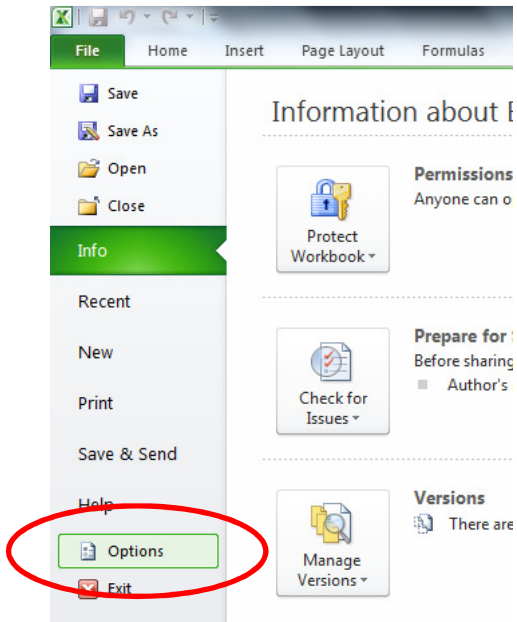 File Home Insert Page Layout Formulas
Save
Save As
Open
Close
Info
Recent
New
Print
Save & Send
Help
Options
Exit
Information about
Protect
Workbook
Permissions
Anyone can
Check for
Issues
Prepare for
Before sharing
Author's
Manage
Versions
Versions
There are